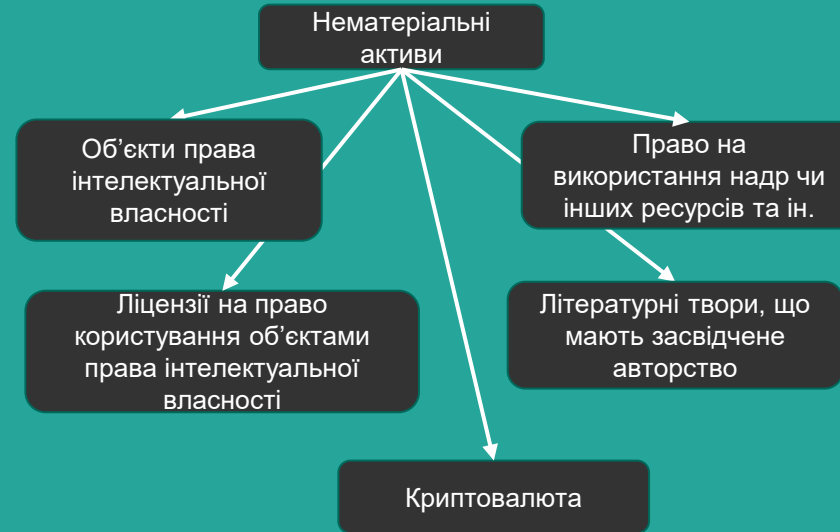 Нематеріальні
активи
Об’єкти права
інтелектуальної
власності
Право на
використання надр чи
інших ресурсів та ін.
Ліцензії на право
користування об’єктами
права інтелектуальної
власності
Літературні твори, що
мають засвідчене
авторство
Криптовалюта